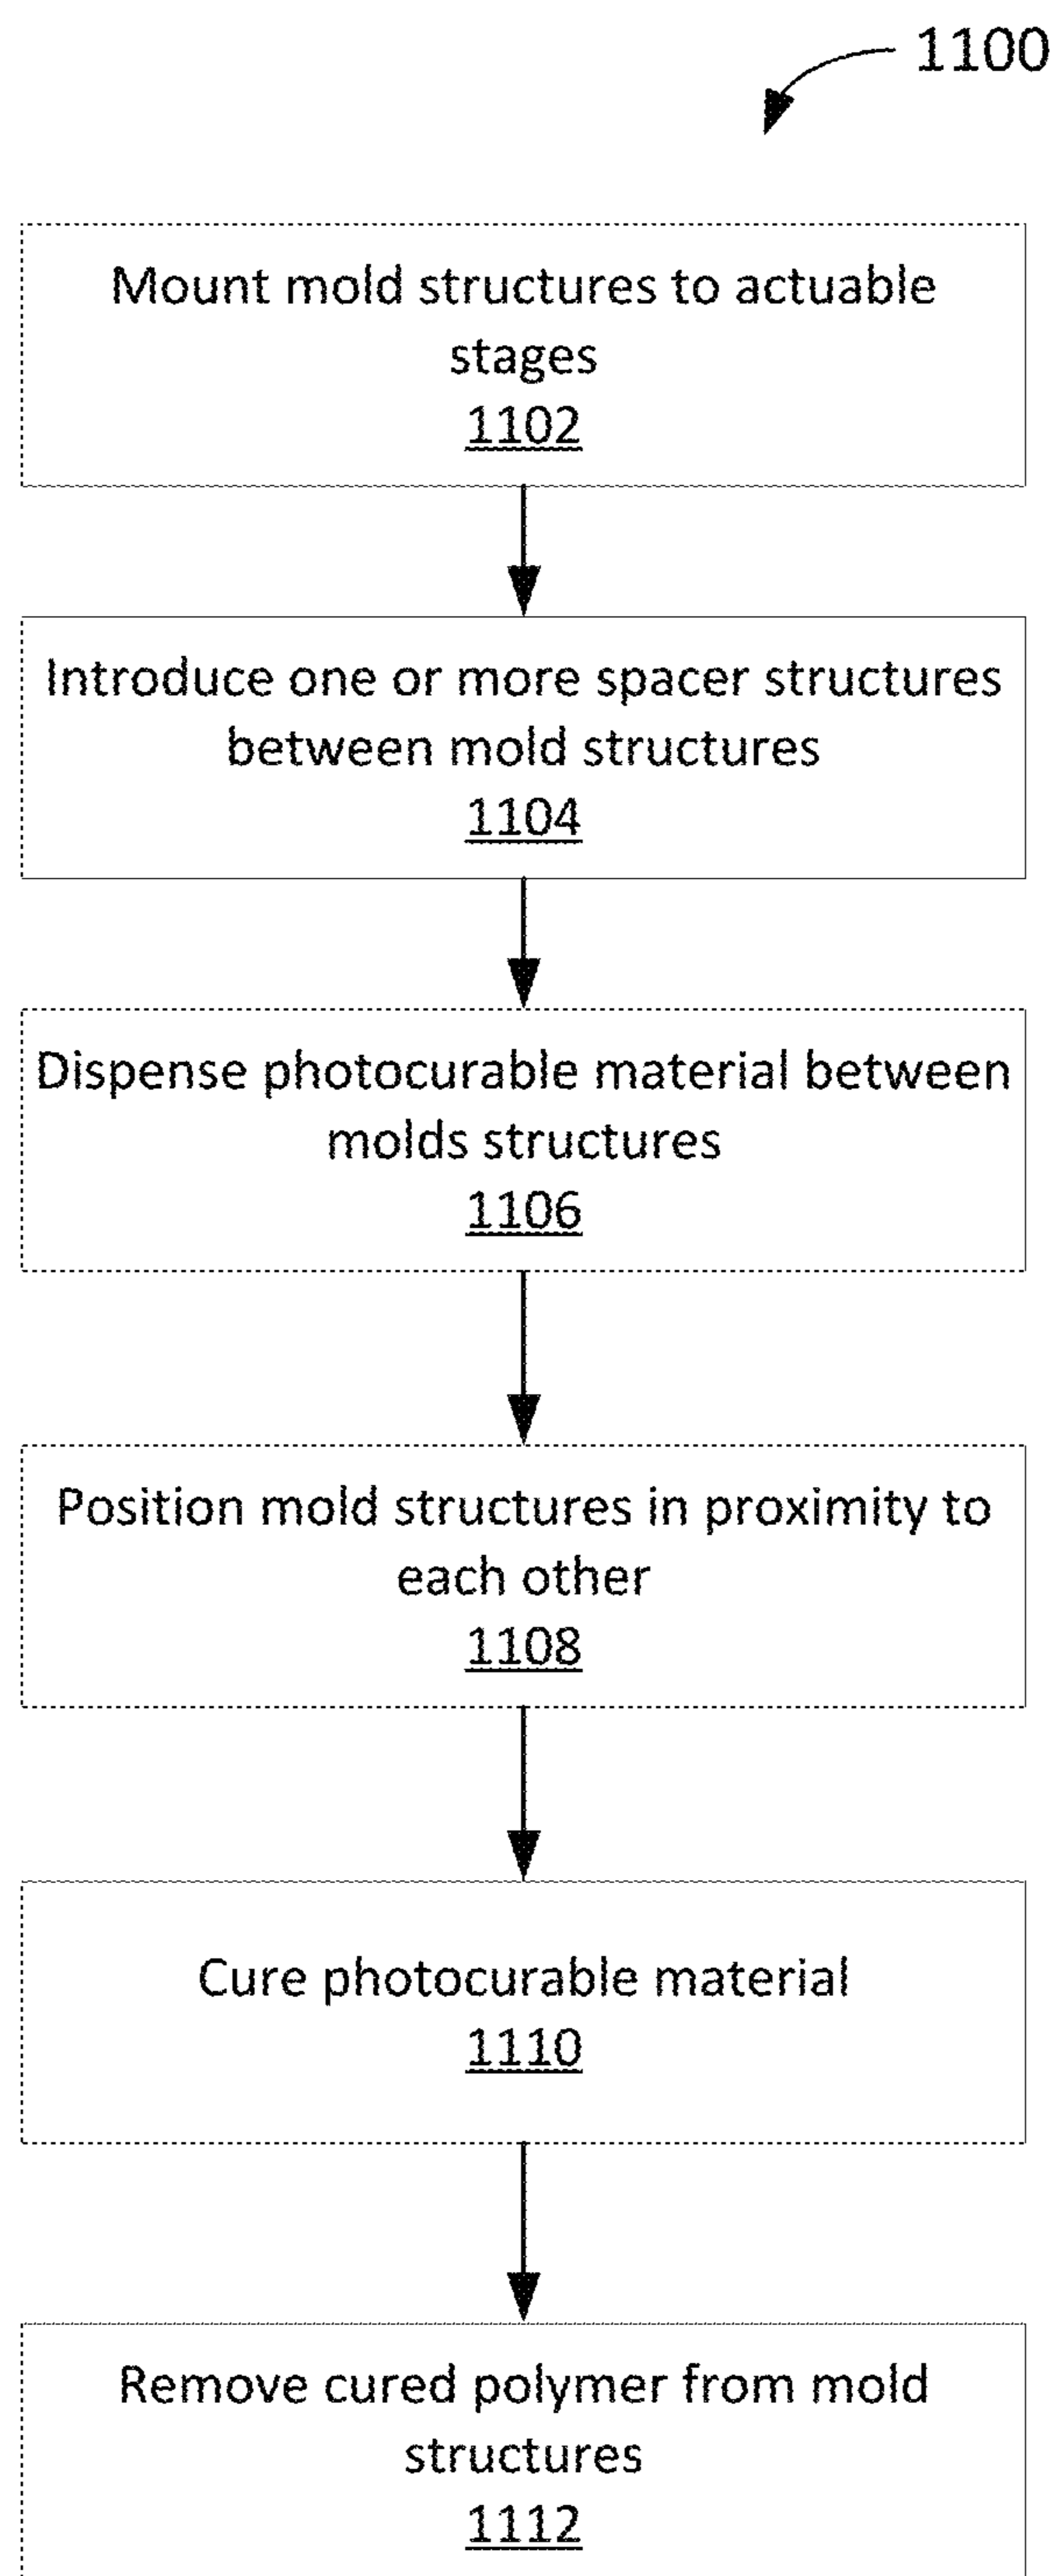 1100
Mount mold structures to actuable
stages
1102
Introduce one or more spacer structures
between mold structures
1104
Dispense photocurable material between
molds structures
1106
Position mold structures in proximity to
each other
1108
Cure photocurable material
1110
Remove cured polymer from mold
structures
1112